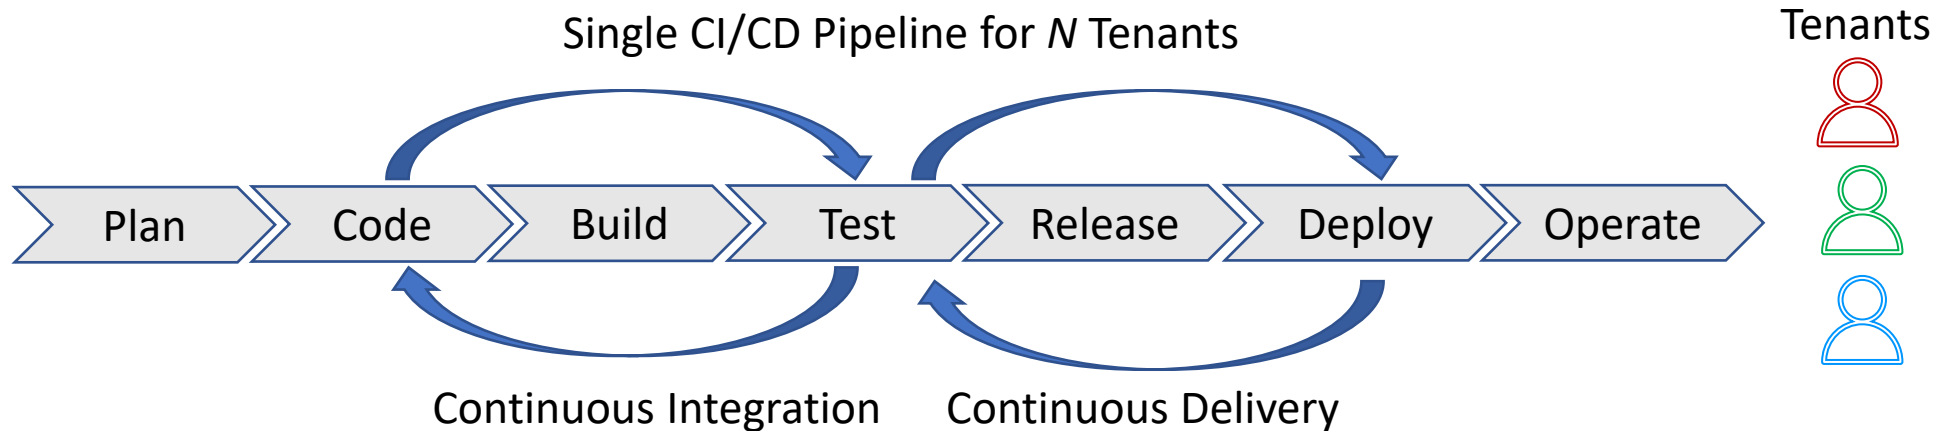 Single CI/CD Pipeline for N Tenants
Tenants
Plan
Code
Build
Test
Release
Deploy
Operate
Continuous Integration
Continuous Delivery